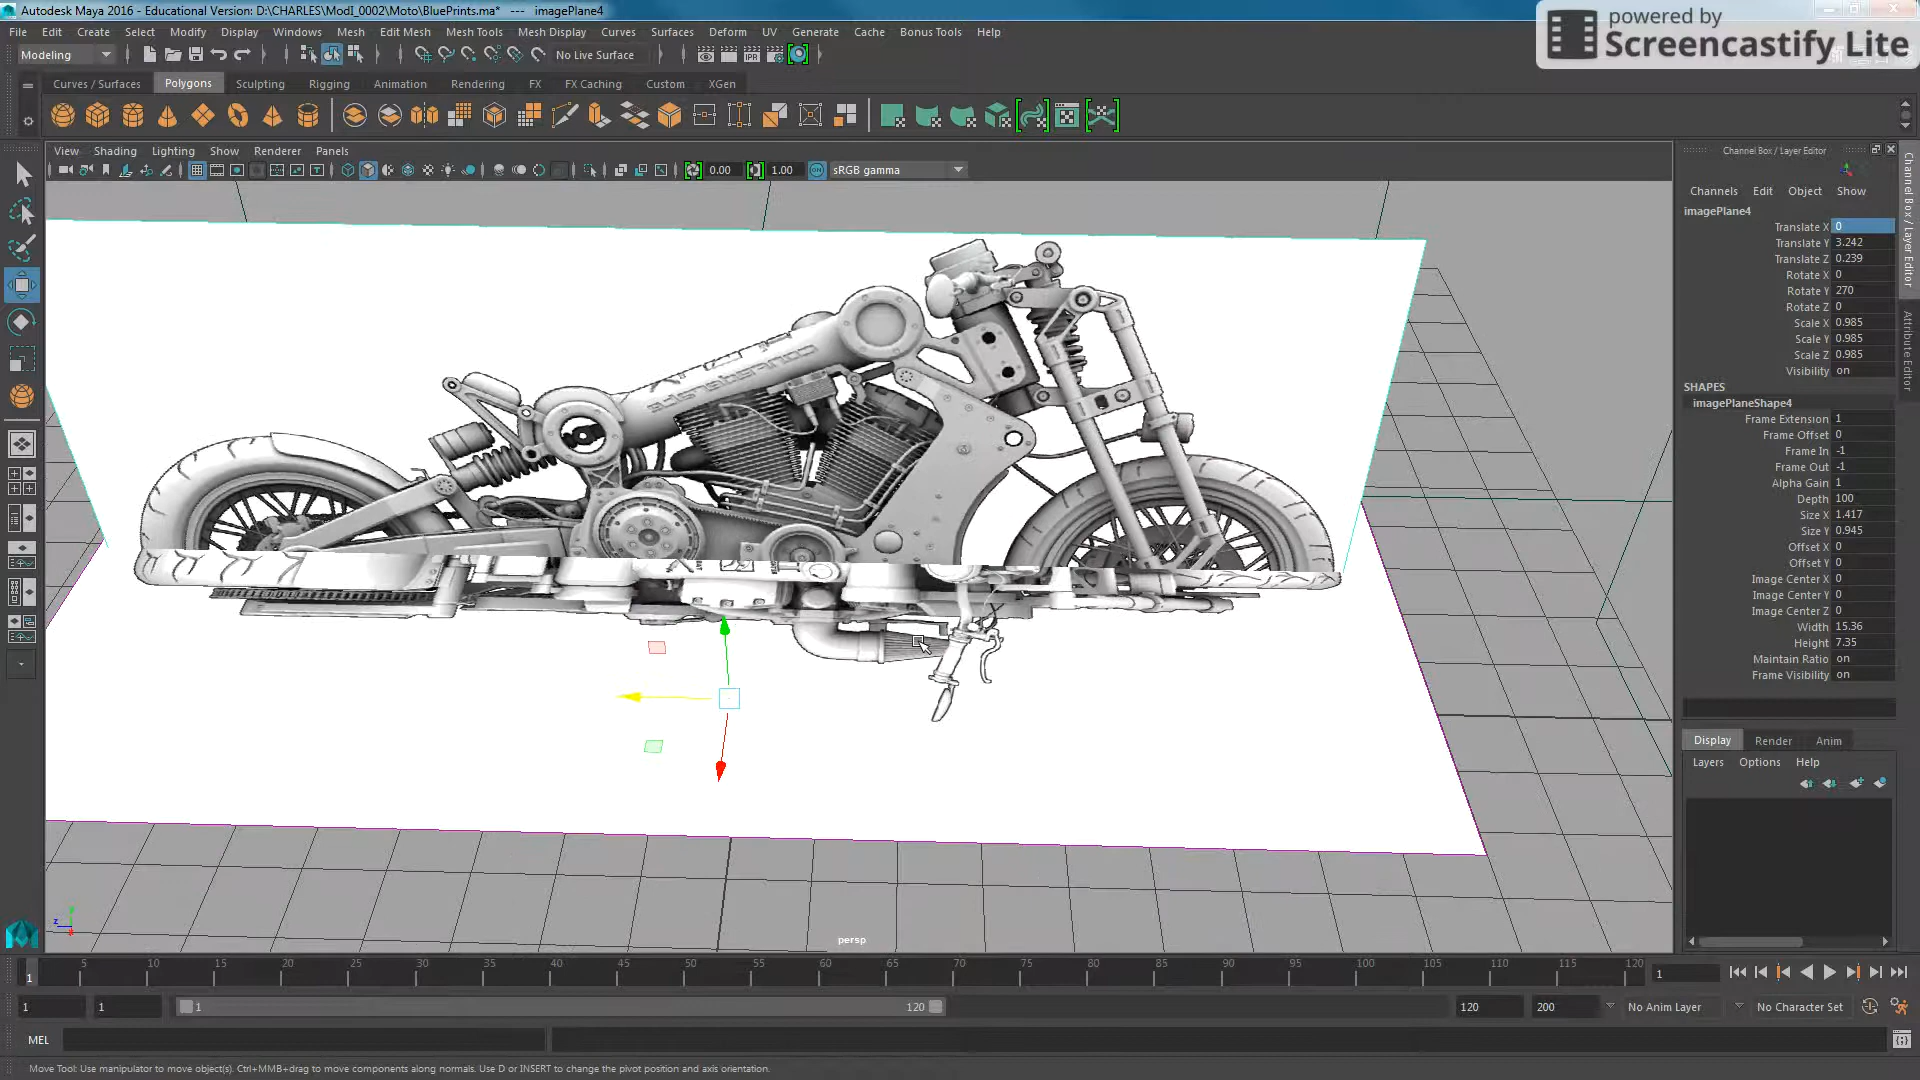 Autodesk Maya 2016 - Educational Version: D:\CHARLES\ModI_0002\Moto\BluePrints.ma* --- imagePlane4
powered by
Screencastify Lite
File Edit Create Select Modify Display Windows Mesh Edit Mesh Mesh Tools Mesh Display Curves Surfaces Deform UV Generate Cache Bonus Tools Help
Modeling
No Live Surface
IPR
Curves / Surfaces Polygons Sculpting Rigging Animation Rendering FX FX Caching Custom XGen
View Shading Lighting Show Renderer Panels
0.00 1.00 sRGB gamma
Channel Box / Layer Editor
Channels Edit Object Show
imagePlane4
Translate X 0
Translate Y 3.242
Translate Z 0.239
Rotate X 0
Rotate Y 270
Rotate Z 0
Scale X 0.985
Scale Y 0.985
Scale Z 0.985
Visibility on
SHAPES
imagePlaneShape4
Frame Extension 1
Frame Offset 0
Frame In -1
Frame Out -1
Alpha Gain 1
Depth 100
Size X 1.417
Size Y 0.945
Offset X 0
Offset Y 0
Image Center X 0
Image Center Y 0
Image Center Z 0
Width 15.36
Height 7.35
Maintain Ratio on
Frame Visibility on
Channel Box / Layer Editor
Attribute Editor
Display Render Anim
Layers Options Help
z
persp
1 5 10 15 20 25 30 35 40 45 50 55 60 65 70 75 80 85 90 95 100 105 110 115 120
1
1 1 1 120 120 200 No Anim Layer No Character Set
MEL
Move Tool: Use manipulator to move object(s). Ctrl+MMB+drag to move components along normals. Use D or INSERT to change the pivot position and axis orientation.